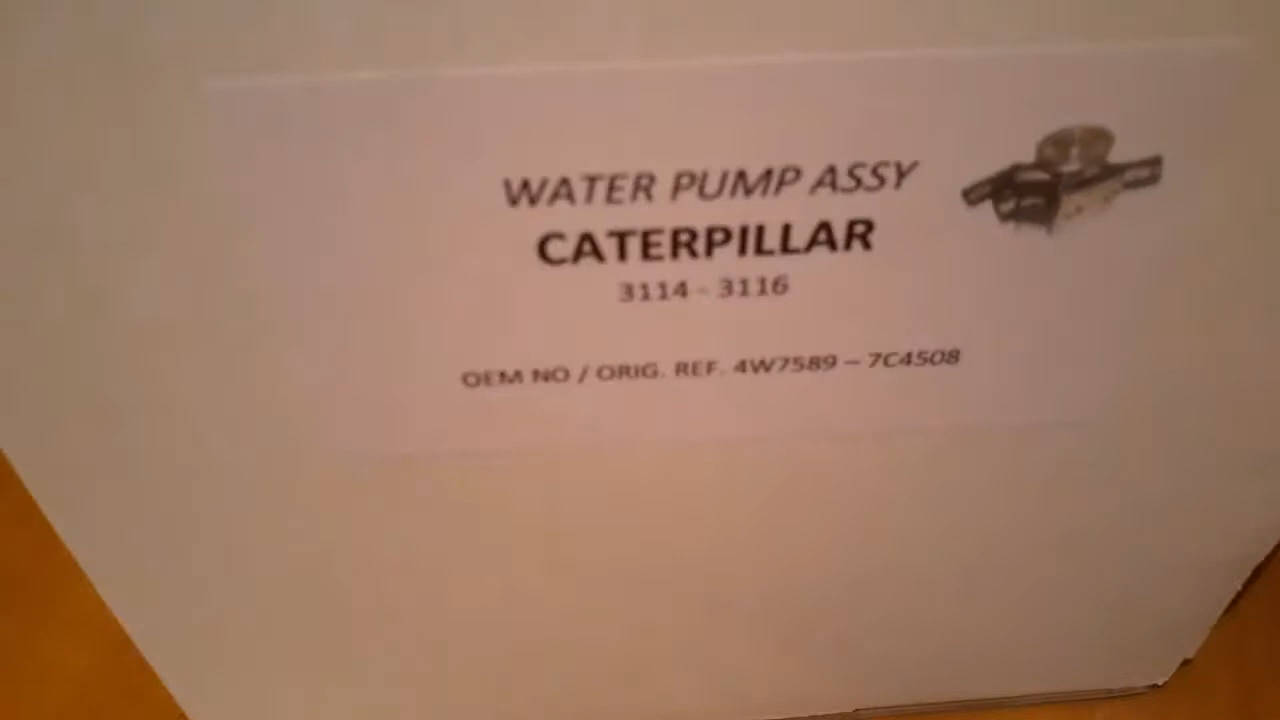 WATER PUMP ASSY
CATERPILLAR
3114 - 3116
OEM NO / ORIG. REF. 4W7589 – 7C4508